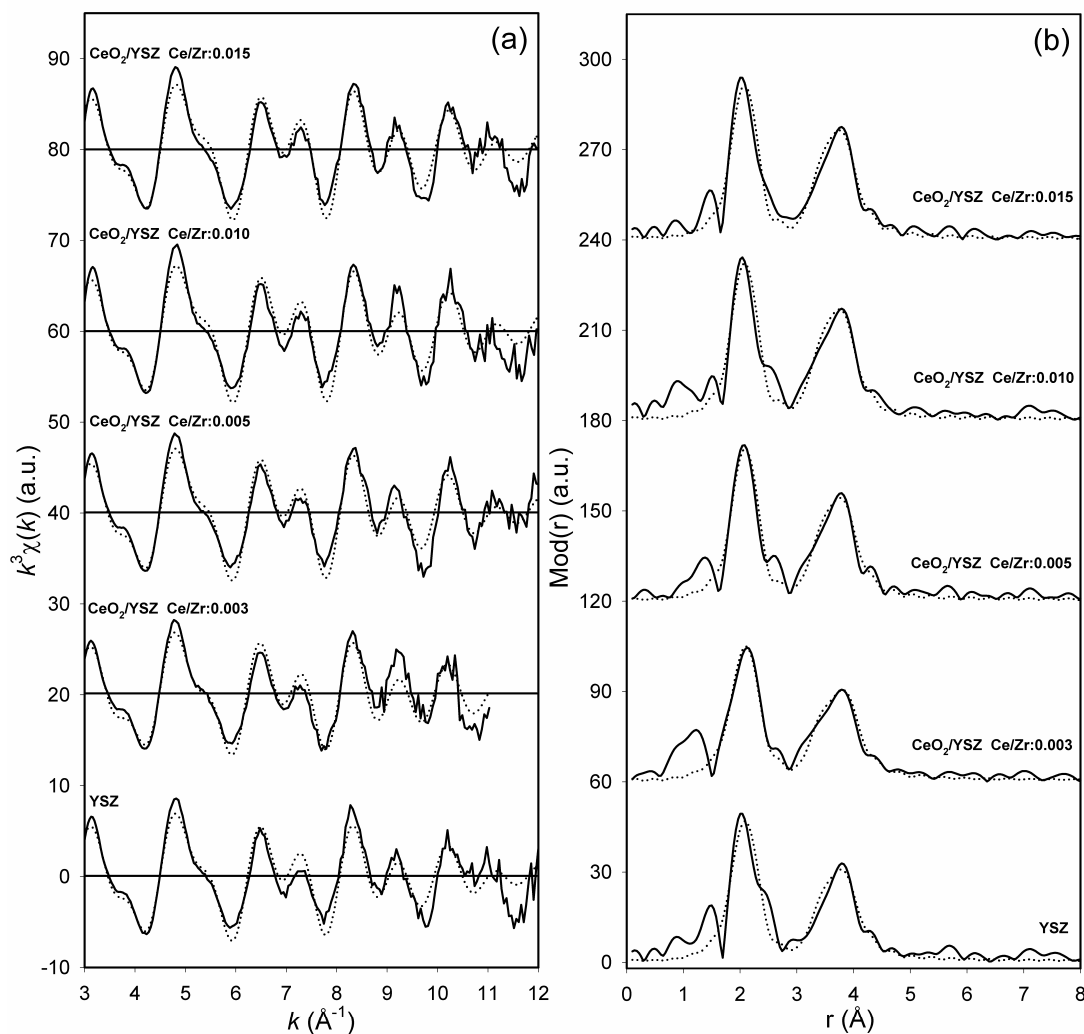 (a)
90
CeO₂/YSZ Ce/Zr:0.015
80
70
CeO₂/YSZ Ce/Zr:0.010
60
50
CeO₂/YSZ Ce/Zr:0.005
40
30
CeO₂/YSZ Ce/Zr:0.003
20
10
YSZ
0
-10
k³χ(k) (a.u.)
3 4 5 6 7 8 9 10 11 12
k (Å⁻¹)
(b)
300
270
CeO₂/YSZ Ce/Zr:0.015
240
210
CeO₂/YSZ Ce/Zr:0.010
180
150
CeO₂/YSZ Ce/Zr:0.005
120
90
CeO₂/YSZ Ce/Zr:0.003
60
30
YSZ
0
Mod(r) (a.u.)
0 1 2 3 4 5 6 7 8
r (Å)